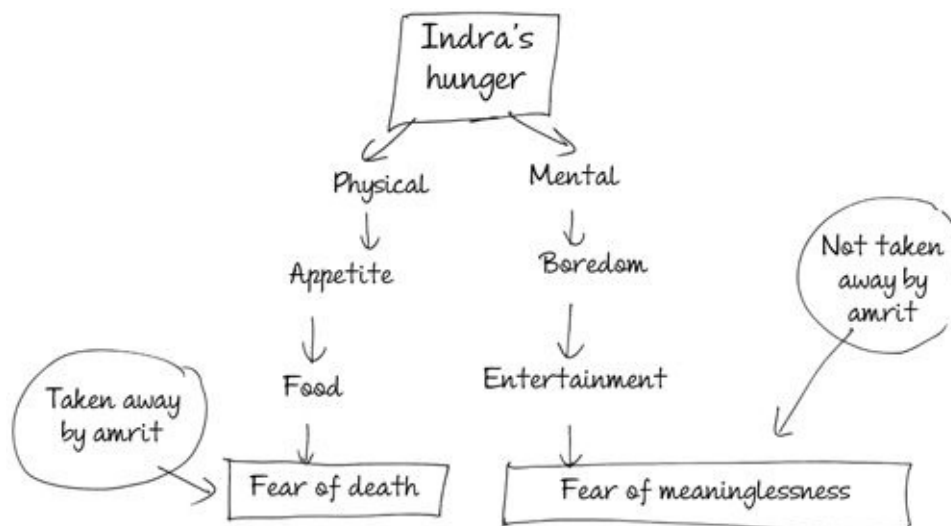 Indra's
hunger
Physical
Mental
Appetite
Boredom
Not taken
away by
amrit
Food
Entertainment
Taken away
by amrit
Fear of death
Fear of meaninglessness